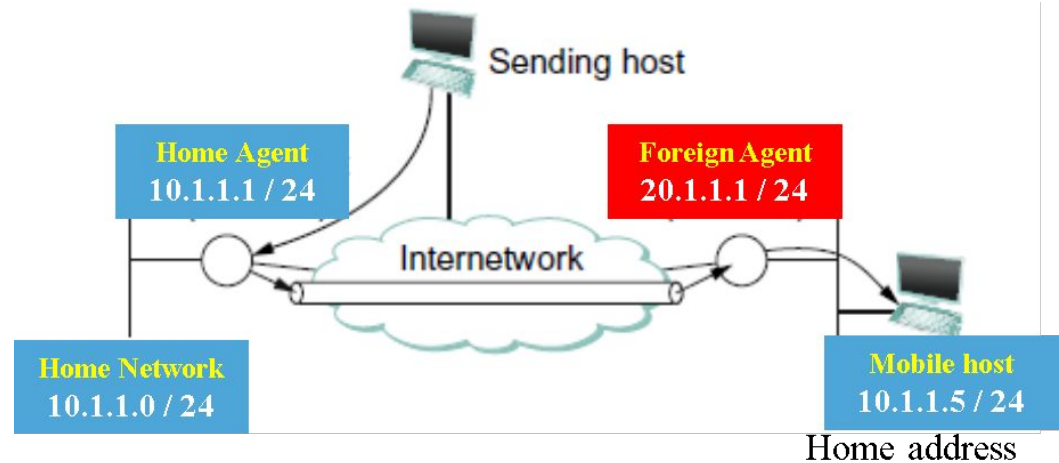 Sending host
Home Agent
10.1.1.1 / 24
Foreign Agent
20.1.1.1 / 24
Internetwork
Home Network
10.1.1.0 / 24
Mobile host
10.1.1.5 / 24
Home address